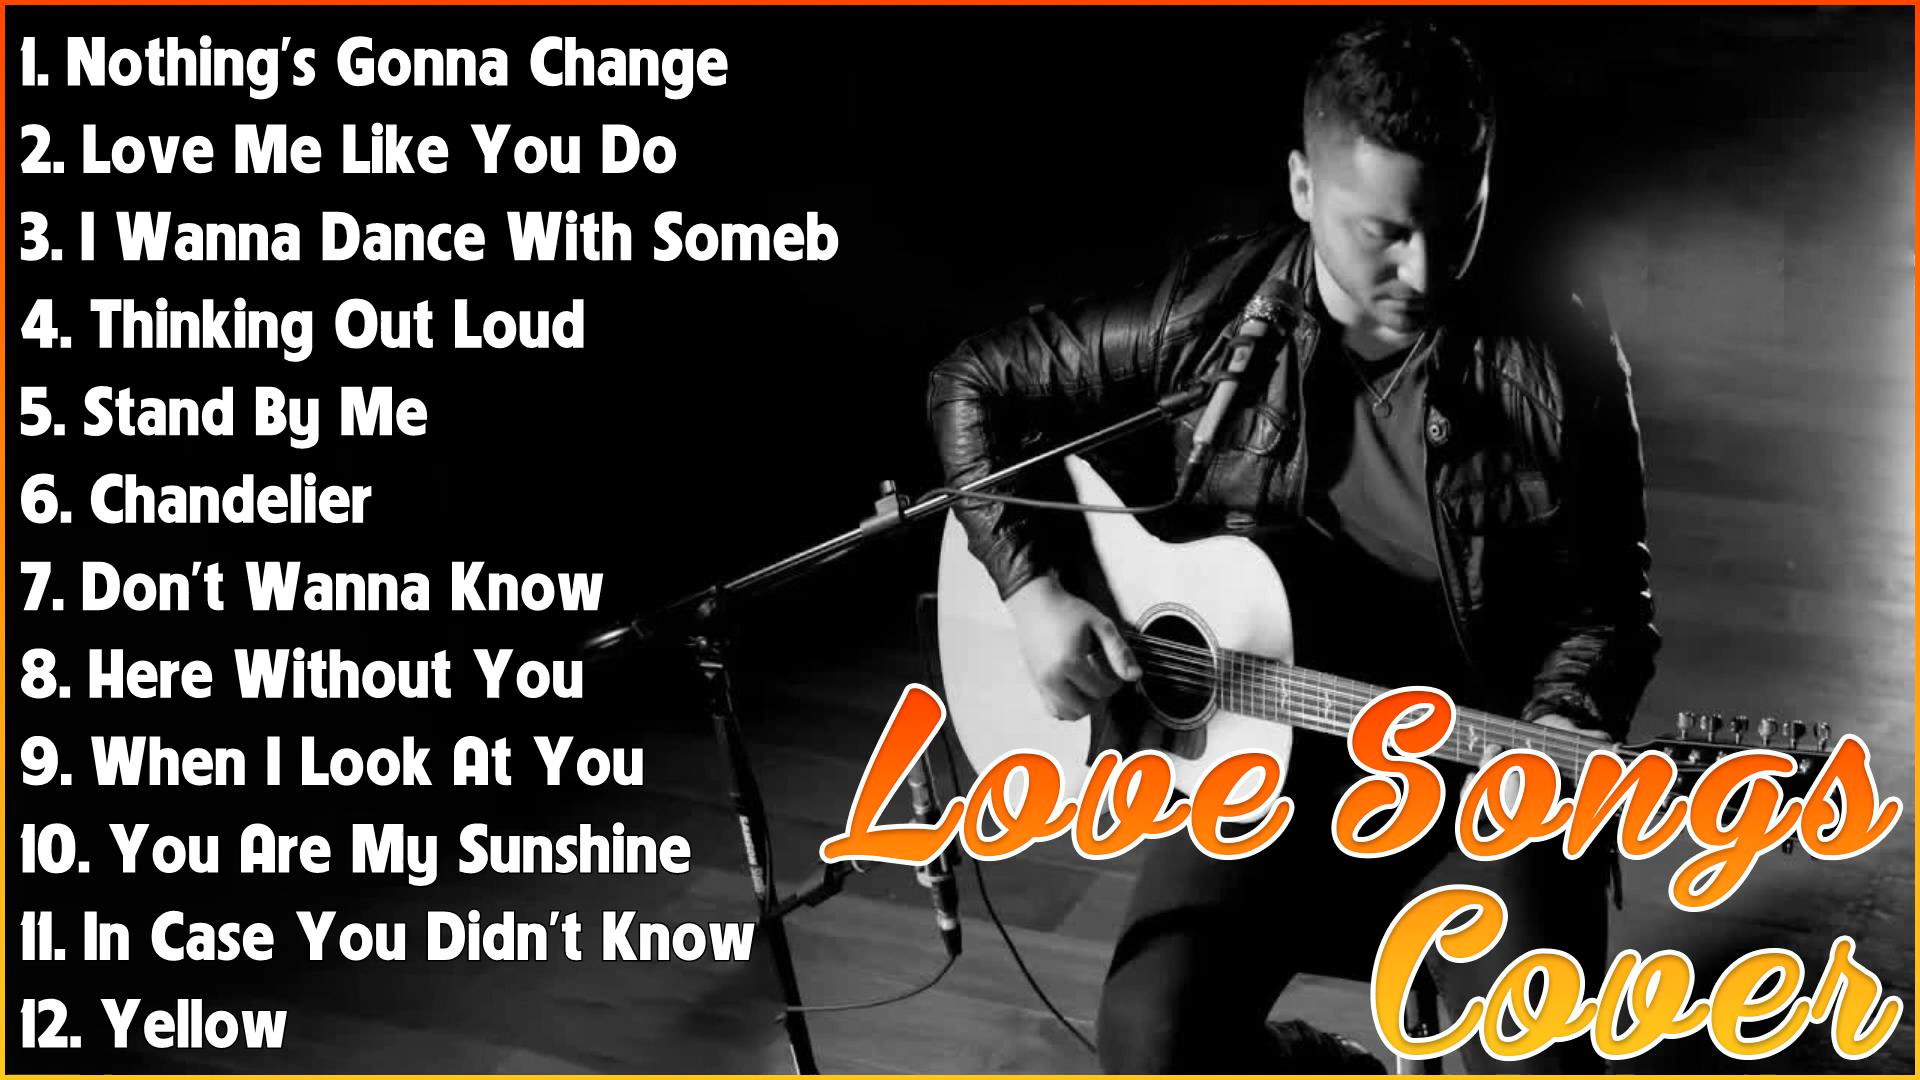 1. Nothing's Gonna Change
2. Love Me Like You Do
3. I Wanna Dance With Someb
4. Thinking Out Loud
5. Stand By Me
6. Chandelier
7. Don't Wanna Know
8. Here Without You
9. When I Look At You
10. You Are My Sunshine
11. In Case You Didn't Know
12. Yellow
Love Songs
Cover